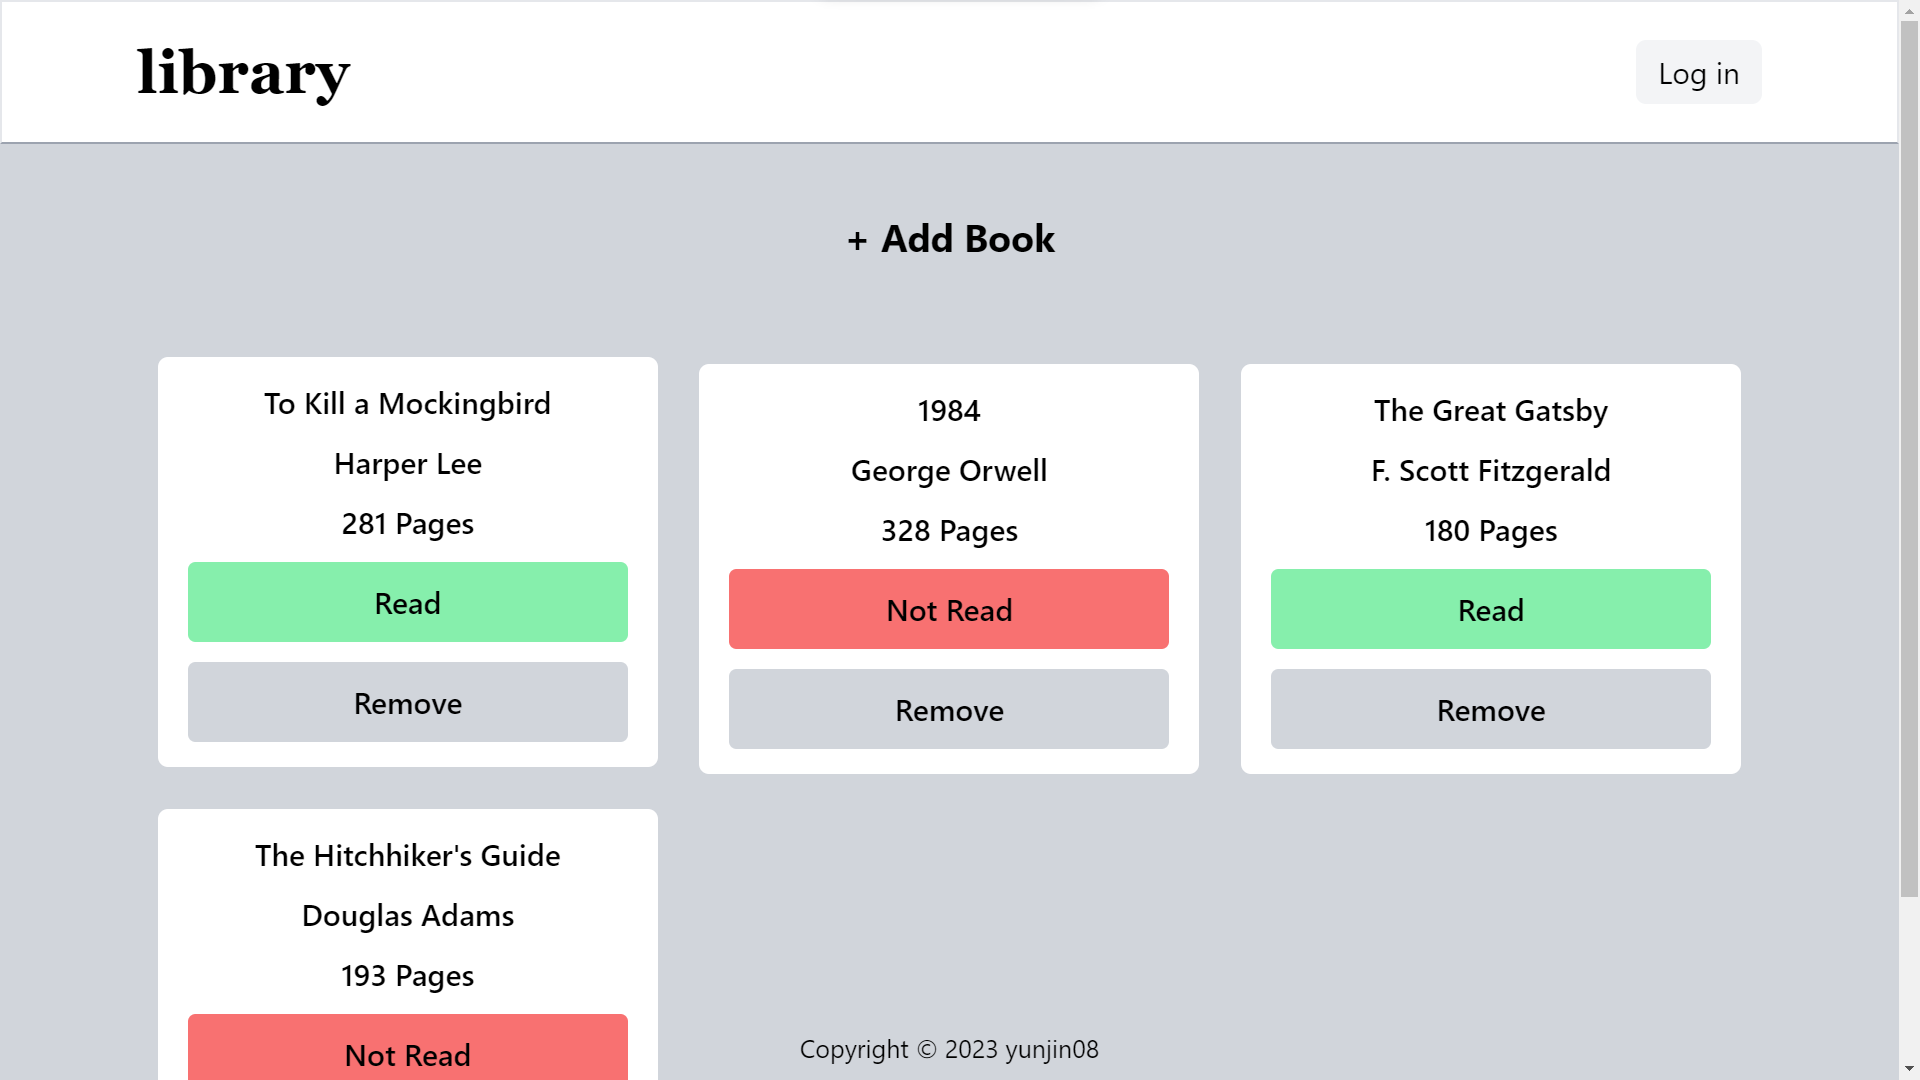 library
Log in
+ Add Book
To Kill a Mockingbird
Harper Lee
281 Pages
Read
Remove
1984
George Orwell
328 Pages
Not Read
Remove
The Great Gatsby
F. Scott Fitzgerald
180 Pages
Read
Remove
The Hitchhiker's Guide
Douglas Adams
193 Pages
Not Read
Copyright © 2023 yunjin08